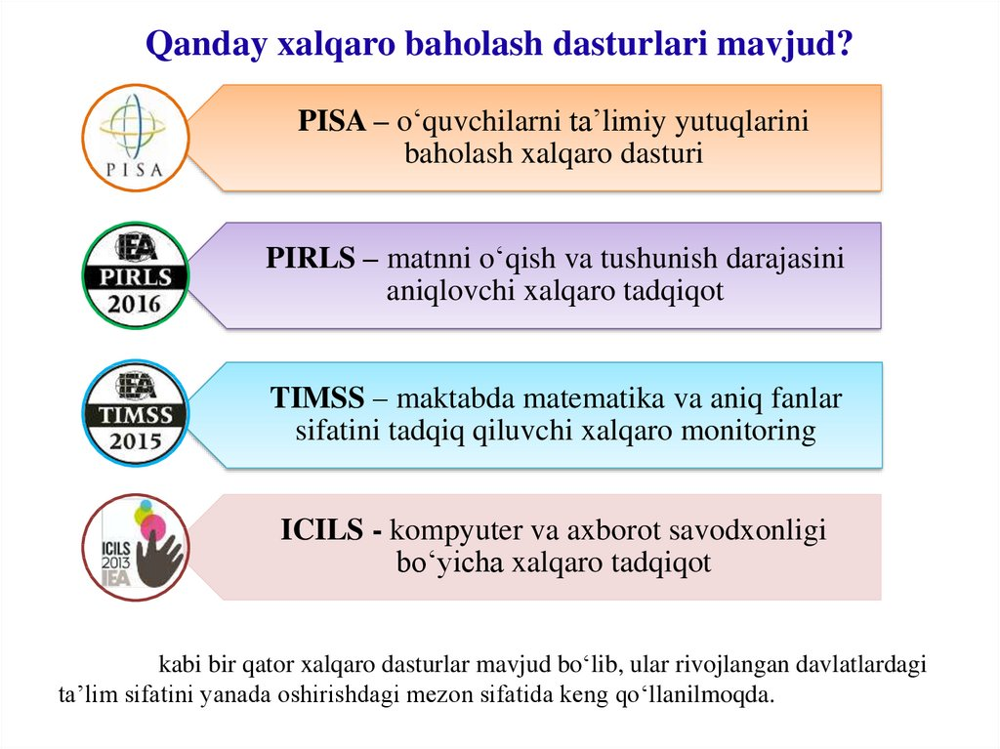 Qanday xalqaro baholash dasturlari mavjud?
PISA
PISA – o‘quvchilarni ta’limiy yutuqlarini
baholash xalqaro dasturi
IEA
PIRLS
2016
PIRLS – matnni o‘qish va tushunish darajasini
aniqlovchi xalqaro tadqiqot
IEA
TIMSS
2015
TIMSS – maktabda matematika va aniq fanlar
sifatini tadqiq qiluvchi xalqaro monitoring
ICILS
2013
IEA
ICILS - kompyuter va axborot savodxonligi
bo‘yicha xalqaro tadqiqot
kabi bir qator xalqaro dasturlar mavjud bo‘lib, ular rivojlangan davlatlardagi
ta’lim sifatini yanada oshirishdagi mezon sifatida keng qo‘llanilmoqda.